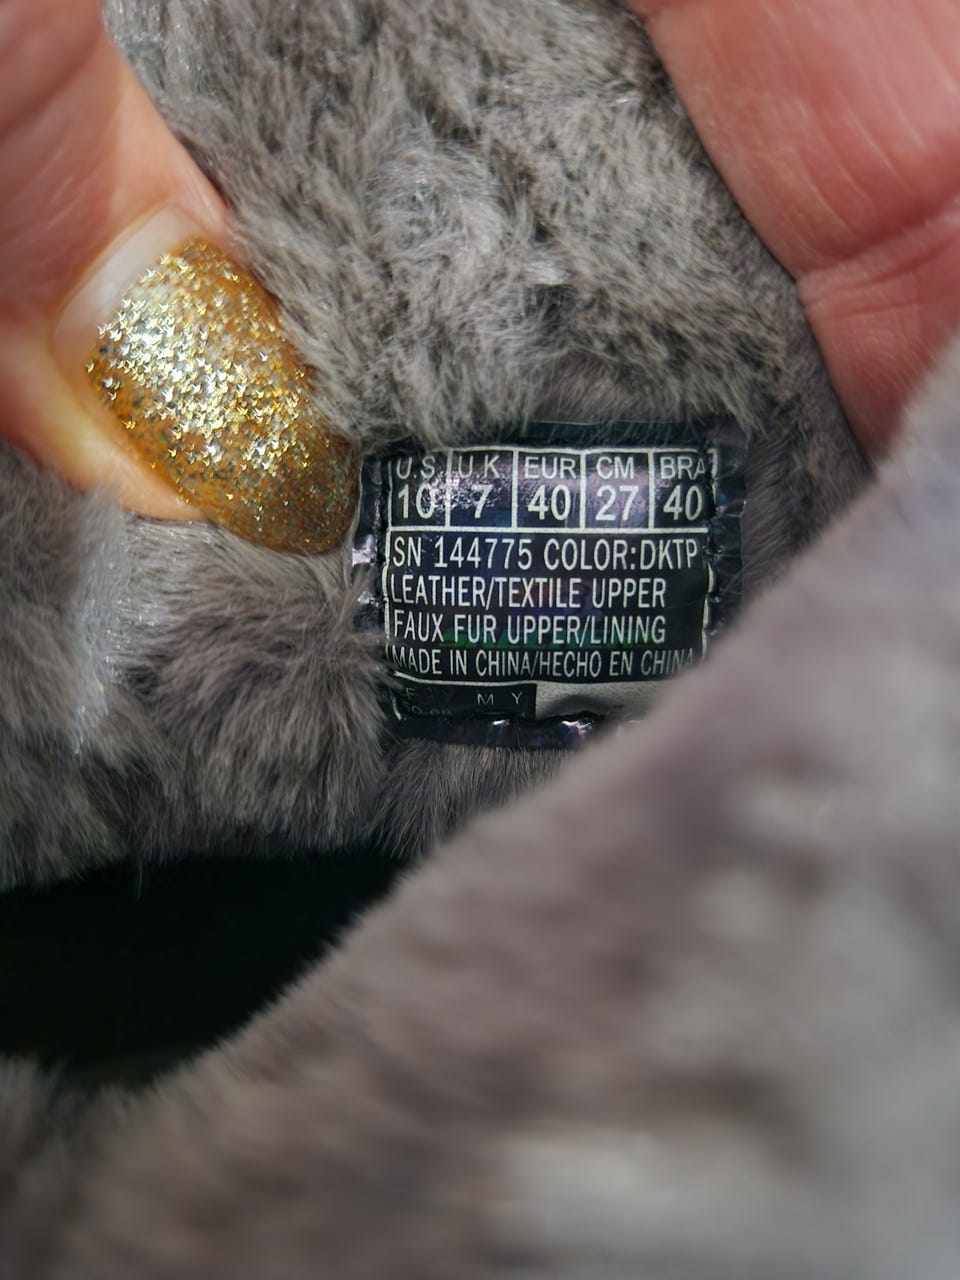 U.S U.K EUR CM BRA
10 7 40 27 40
SN 144775 COLOR:DKTP
LEATHER/TEXTILE UPPER
FAUX FUR UPPER/LINING
MADE IN CHINA/HECHO EN CHINA
M Y